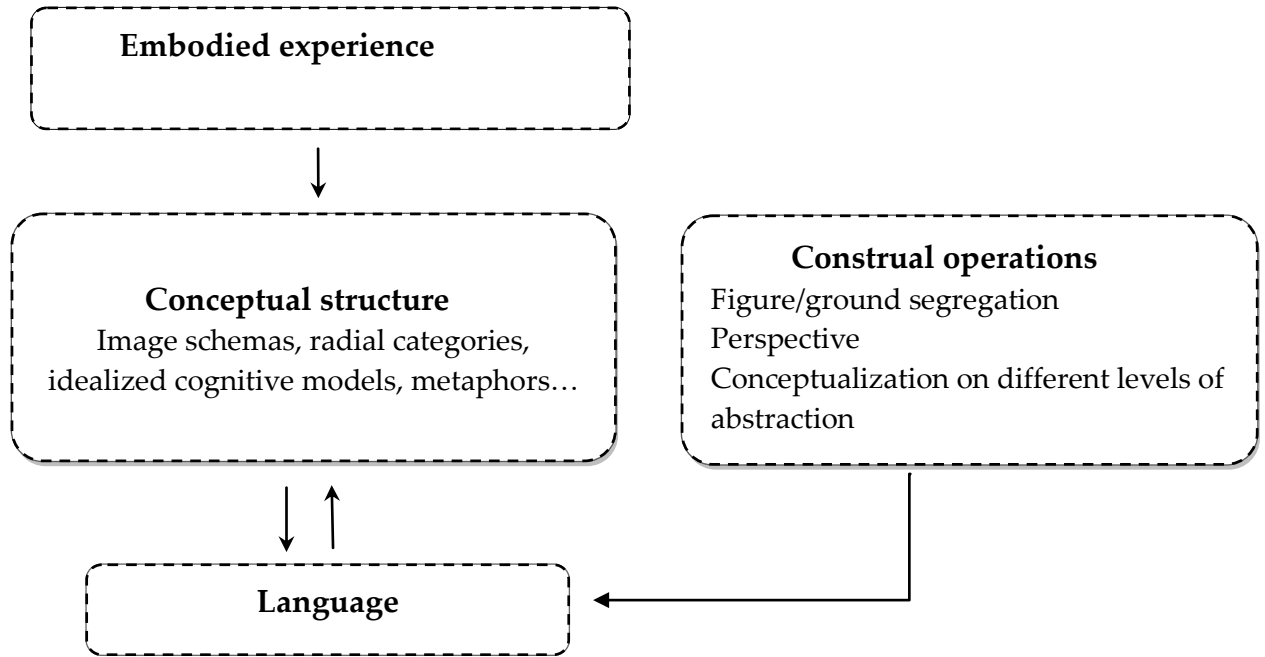 Embodied experience
Conceptual structure
Image schemas, radial categories,
idealized cognitive models, metaphors…
Construal operations
Figure/ground segregation
Perspective
Conceptualization on different levels of
abstraction
Language